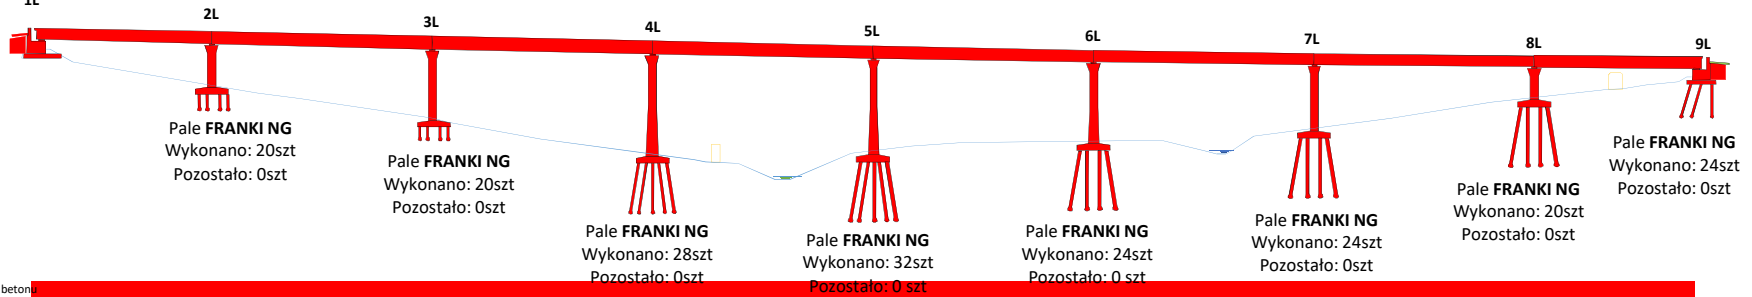 1L
2L
3L
4L
5L
6L
7L
8L
9L
Pale FRANKI NG
Wykonano: 20szt
Pozostało: 0szt
Pale FRANKI NG
Wykonano: 20szt
Pozostało: 0szt
Pale FRANKI NG
Wykonano: 28szt
Pozostało: 0szt
Pale FRANKI NG
Wykonano: 32szt
Pozostało: 0 szt
Pale FRANKI NG
Wykonano: 24szt
Pozostało: 0 szt
Pale FRANKI NG
Wykonano: 24szt
Pozostało: 0szt
Pale FRANKI NG
Wykonano: 20szt
Pozostało: 0szt
Pale FRANKI NG
Wykonano: 24szt
Pozostało: 0szt
betonu